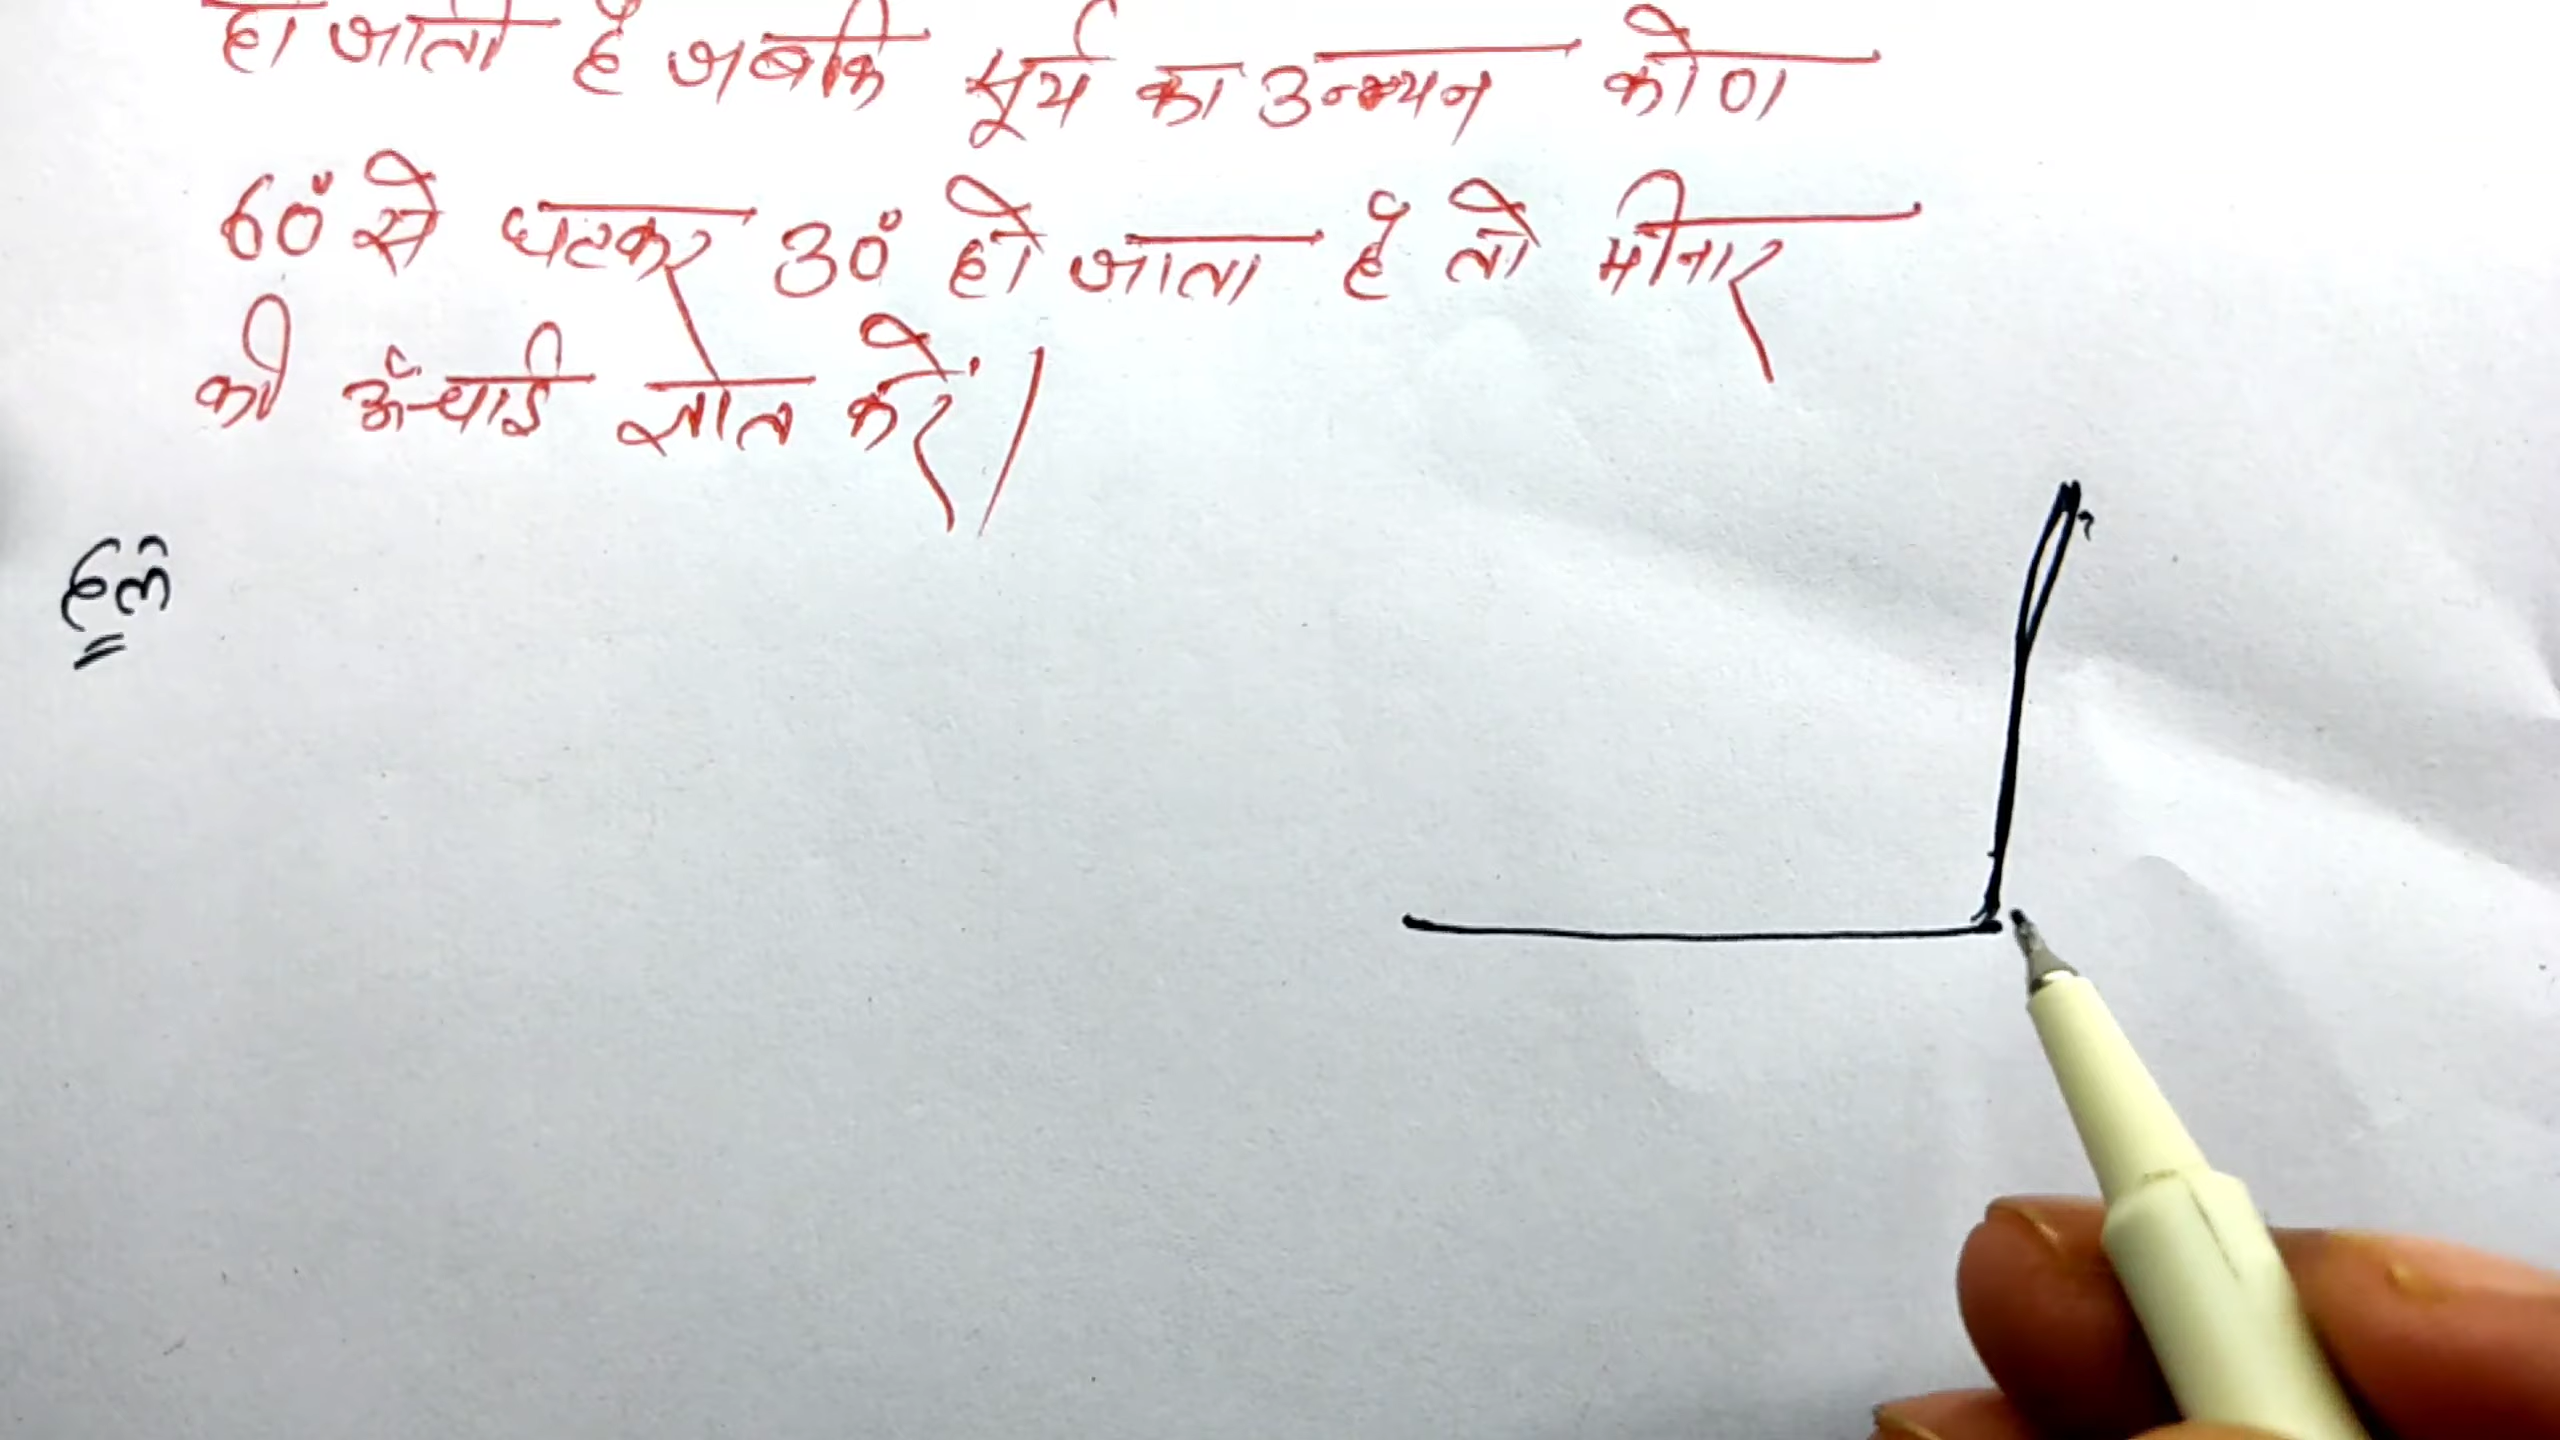 हो जाती है जबकि सूर्य का उन्नयन कोण
60° से घटकर 30° हो जाता है तो मीनार
की ऊँचाई ज्ञात करें।
हल